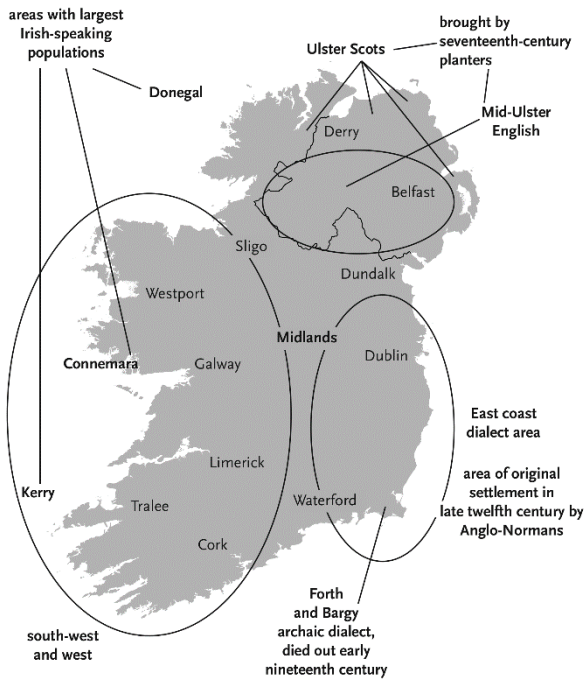 areas with largest
Irish-speaking
populations
Donegal
Ulster Scots
brought by
seventeenth-century
planters
Mid-Ulster
English
Derry
Belfast
Sligo
Dundalk
Westport
Midlands
Dublin
Connemara
Galway
East coast
dialect area
Limerick
area of original
settlement in
late twelfth century by
Anglo-Normans
Kerry
Tralee
Waterford
Cork
Forth
and Bargy
archaic dialect,
died out early
nineteenth century
south-west
and west